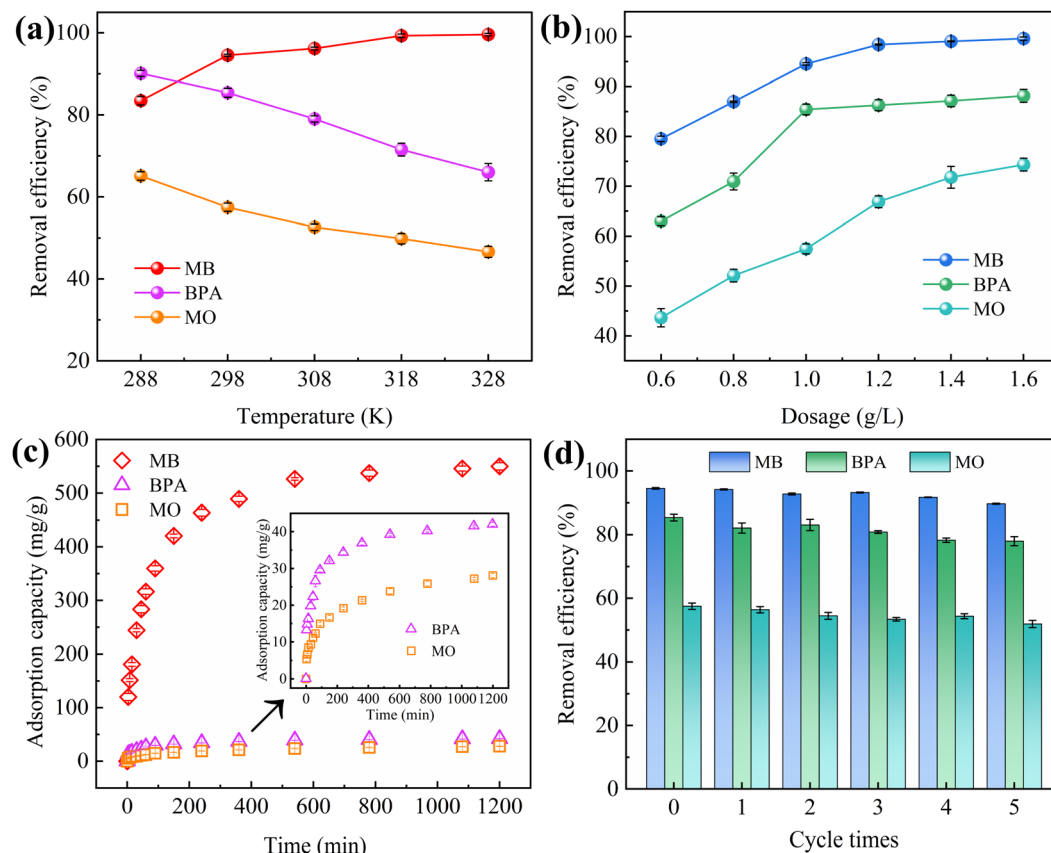 (a)
100
80
60
40
20
Removal efficiency (%)
MB
BPA
MO
288 298 308 318 328
Temperature (K)
(b)
100
90
80
70
60
50
40
Removal efficiency (%)
MB
BPA
MO
0.6 0.8 1.0 1.2 1.4 1.6
Dosage (g/L)
(c)
600
500
400
300
200
100
0
Adsorption capacity (mg/g)
MB
BPA
MO
40
30
20
10
0
Adsorption capacity (mg/g)
BPA
MO
0 200 400 600 800 1000 1200
Time (min)
0 200 400 600 800 1000 1200
Time (min)
(d)
100
80
60
40
20
0
Removal efficiency (%)
MB BPA MO
0 1 2 3 4 5
Cycle times